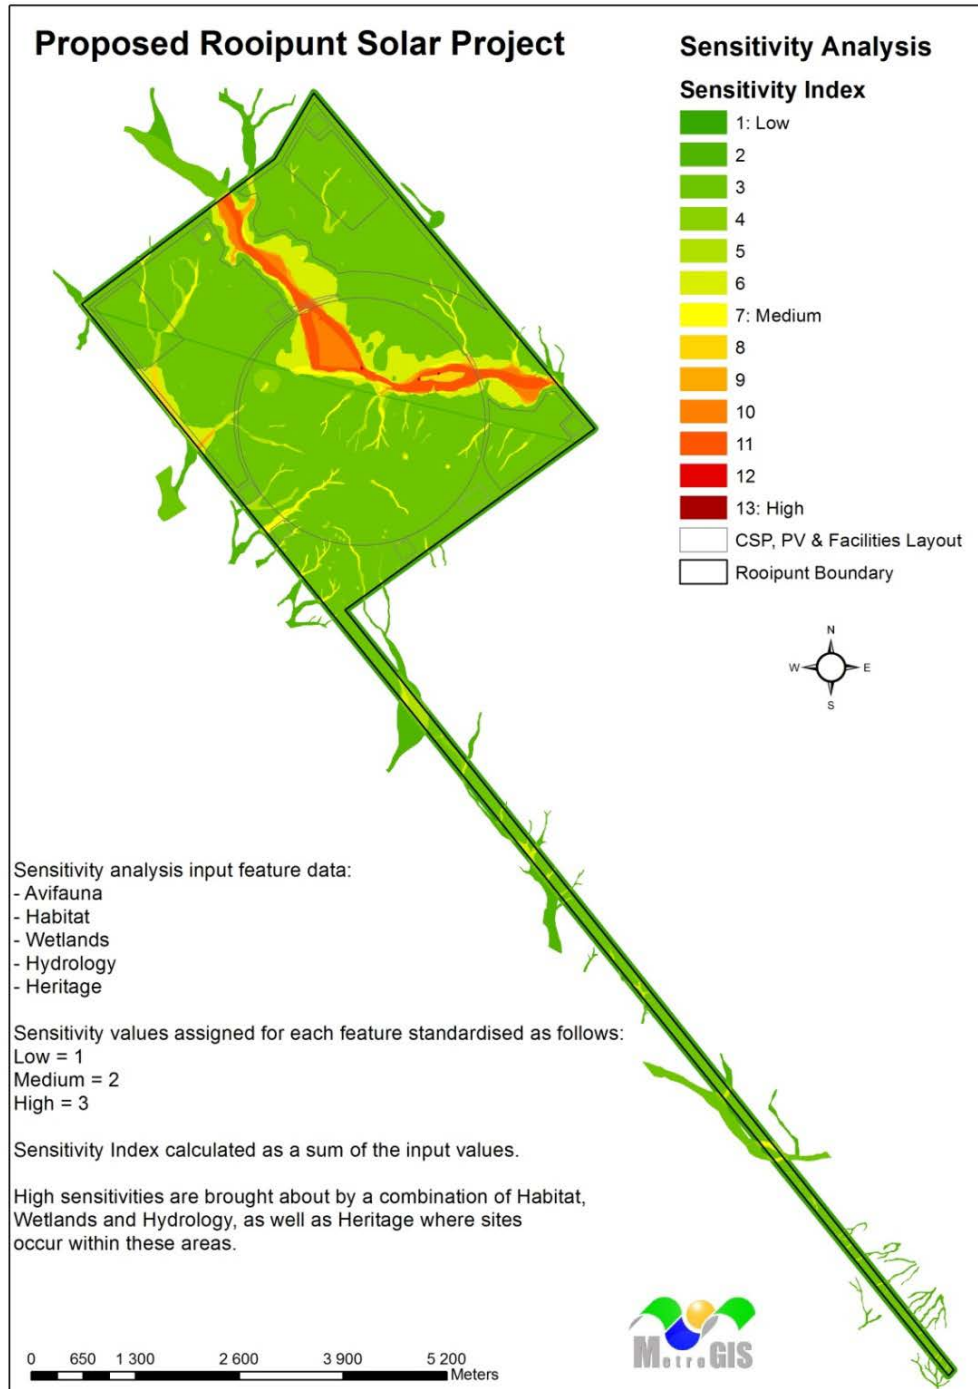 Proposed Rooipunt Solar Project
Sensitivity Analysis
Sensitivity Index
1: Low
2
3
4
5
6
7: Medium
8
9
10
11
12
13: High
CSP, PV & Facilities Layout
Rooipunt Boundary
N
W E
S
Sensitivity analysis input feature data:
- Avifauna
- Habitat
- Wetlands
- Hydrology
- Heritage
Sensitivity values assigned for each feature standardised as follows:
Low = 1
Medium = 2
High = 3
Sensitivity Index calculated as a sum of the input values.
High sensitivities are brought about by a combination of Habitat,
Wetlands and Hydrology, as well as Heritage where sites
occur within these areas.
0 650 1 300 2 600 3 900 5 200
Meters
MetroGIS